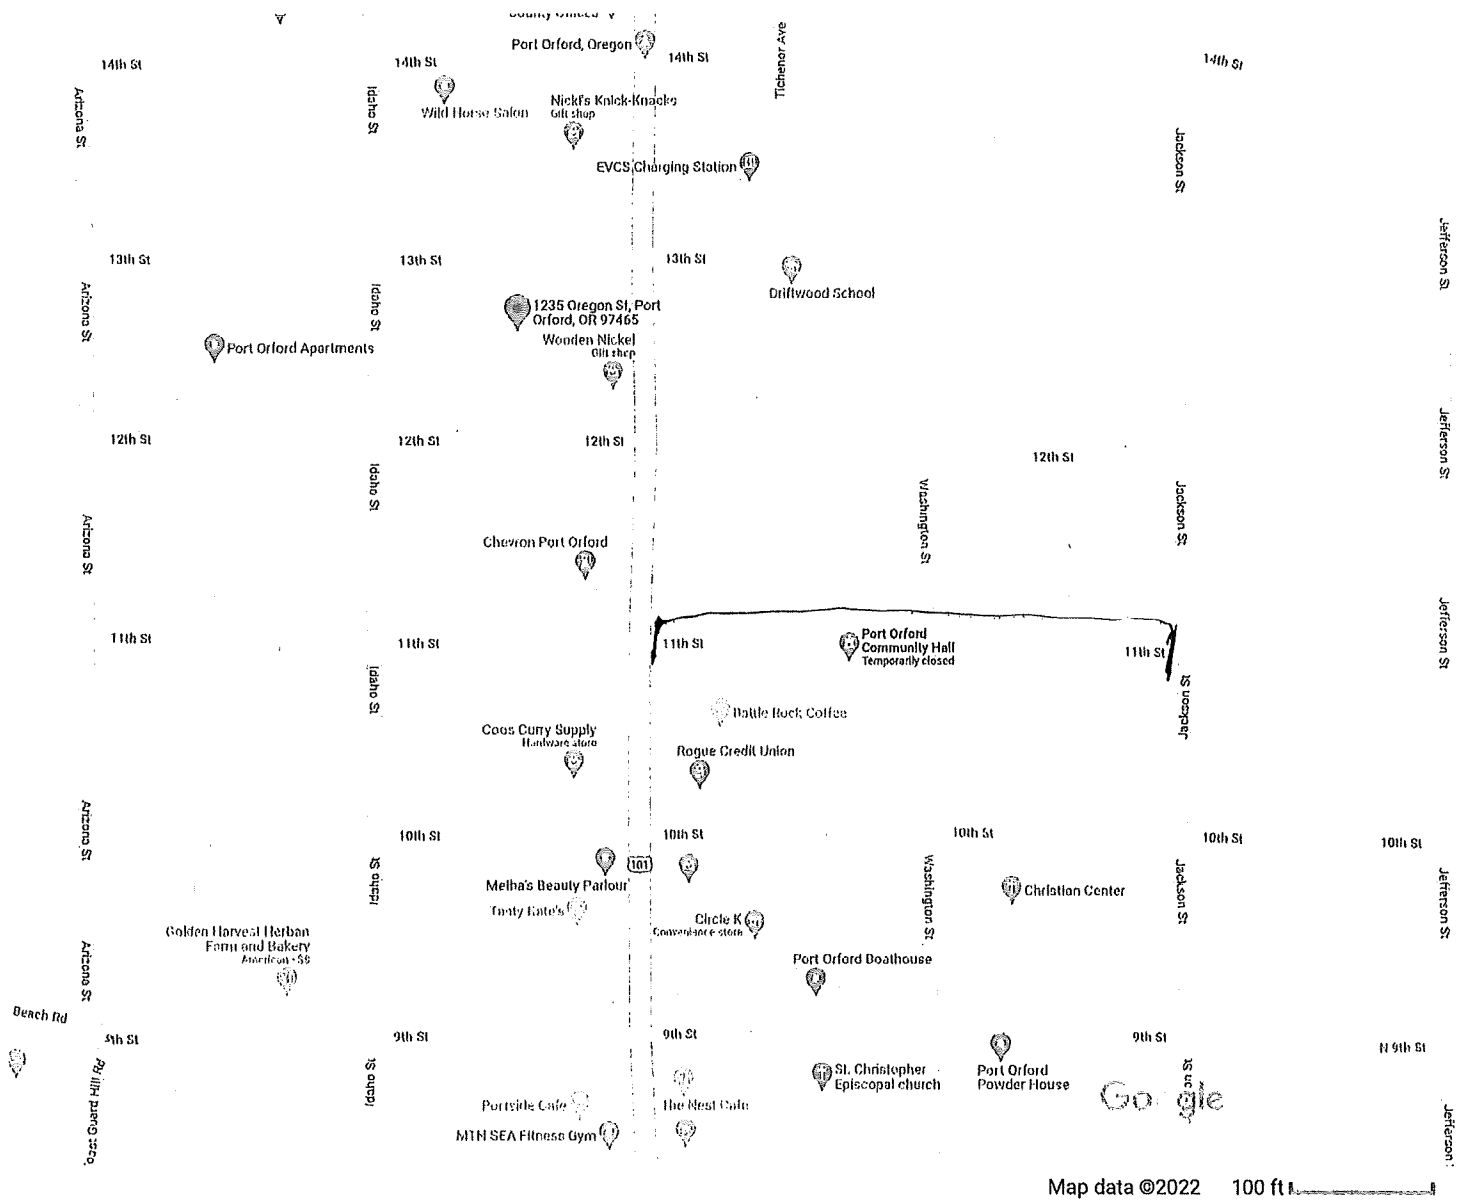 Port Orford, Oregon
14th St
14th St
14th St
14th St
Tichenor Ave
Arizona St
Idaho St
Wild Horse Salon
Nicki's Knick-Knacks
Gift shop
EVCS Charging Station
Jackson St
Jefferson St
13th St
13th St
13th St
Driftwood School
Arizona St
Idaho St
1235 Oregon St, Port
Orford, OR 97465
Port Orford Apartments
Wooden Nickel
Gift shop
12th St
12th St
12th St
12th St
Jefferson St
Idaho St
Washington St
Jackson St
Arizona St
Chevron Port Orford
11th St
11th St
11th St
Port Orford
Community Hall
Temporarily closed
11th St
Jefferson St
Idaho St
Jackson St
Battle Rock Coffee
Coos Curry Supply
Hardware store
Rogue Credit Union
Arizona St
10th St
10th St
10th St
10th St
10th St
101
Idaho St
Melha's Beauty Parlour
Tasty Kate's
Washington St
Christian Center
Jackson St
Jefferson St
Circle K
Convenience store
Golden Harvest Herban
Farm and Bakery
American • $$
Arizona St
Port Orford Boathouse
Beach Rd
9th St
9th St
9th St
9th St
N 9th St
Coast Guard Hill Rd
Idaho St
St. Christopher
Episcopal church
Port Orford
Powder House
Portside Cafe
The Nest Cafe
MTN SEA Fitness Gym
Google
Jefferson
Map data ©2022
100 ft